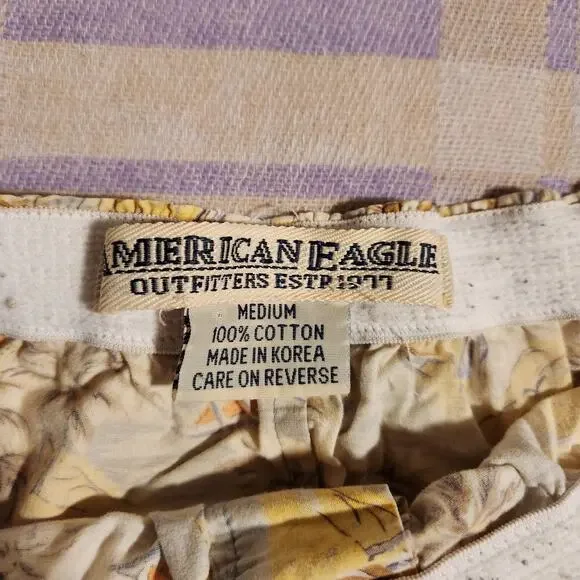 AMERICAN EAGLE
OUTFITTERS ESTD 1977
MEDIUM
100% COTTON
MADE IN KOREA
CARE ON REVERSE